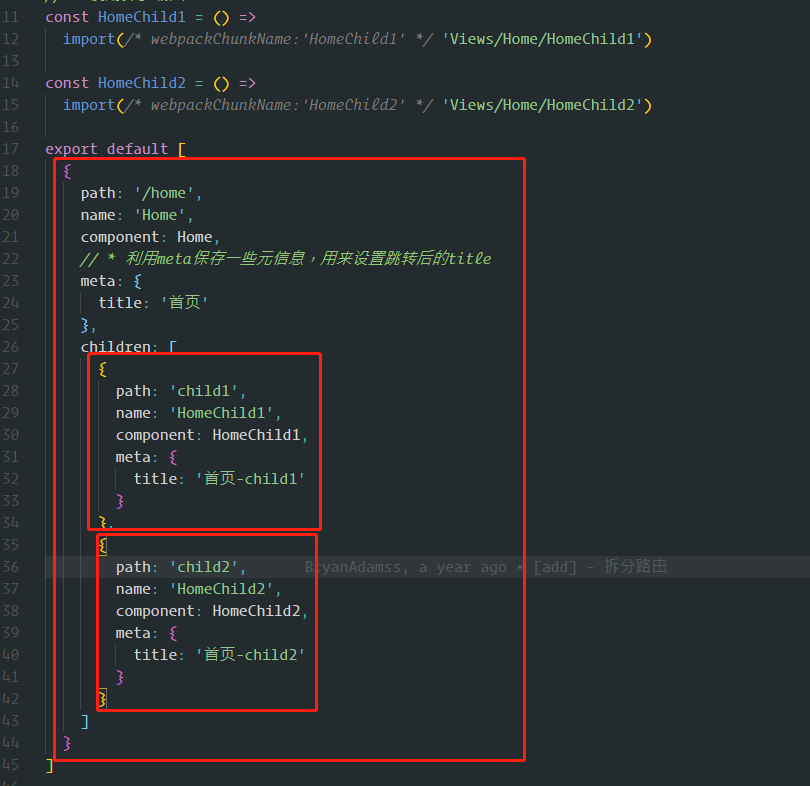 11 const HomeChild1 = () =>
12 import(/* webpackChunkName:'HomeChild1' */ 'Views/Home/HomeChild1')
13
14 const HomeChild2 = () =>
15 import(/* webpackChunkName:'HomeChild2' */ 'Views/Home/HomeChild2')
16
17 export default [
18 {
19 path: '/home',
20 name: 'Home',
21 component: Home,
22 // * 利用meta保存一些元信息，用来设置跳转后的title
23 meta: {
24 title: '首页'
25 },
26 children: [
27 {
28 path: 'child1',
29 name: 'HomeChild1',
30 component: HomeChild1,
31 meta: {
32 title: '首页-child1'
33 }
34 },
35 {
36 path: 'child2', BryanAdamss, a year ago • [add] - 拆分路由
37 name: 'HomeChild2',
38 component: HomeChild2,
39 meta: {
40 title: '首页-child2'
41 }
42 }
43 ]
44 }
45 ]